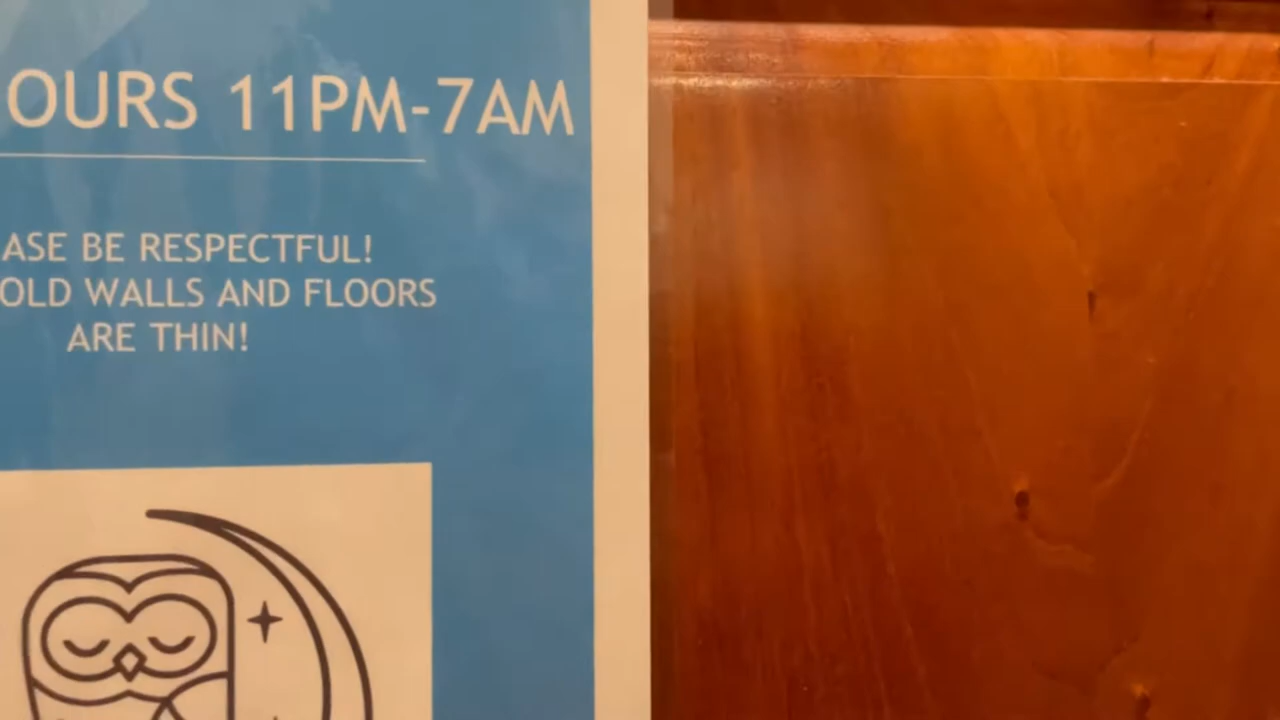 OURS 11PM-7AM
ASE BE RESPECTFUL!
OLD WALLS AND FLOORS
ARE THIN!